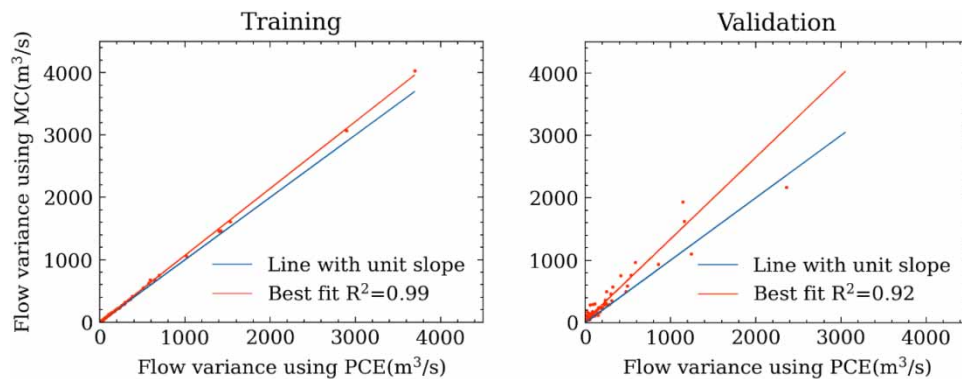 Training
Flow variance using MC(m³/s)
4000
3000
2000
1000
0
0 1000 2000 3000 4000
Line with unit slope
Best fit R²=0.99
Flow variance using PCE(m³/s)
Validation
4000
3000
2000
1000
0
0 1000 2000 3000 4000
Line with unit slope
Best fit R²=0.92
Flow variance using PCE(m³/s)